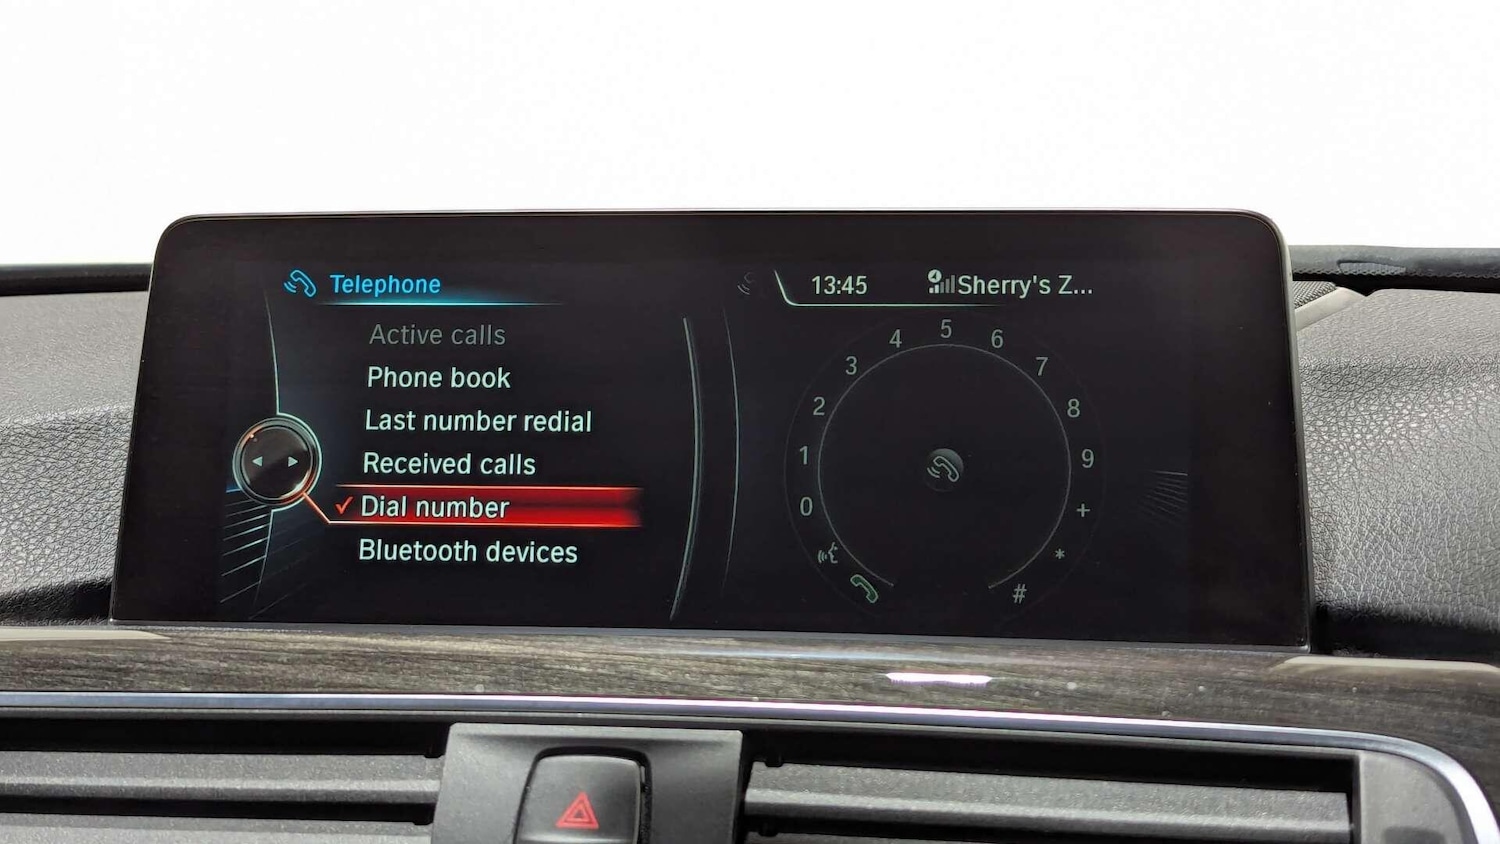 Telephone
13:45 Sherry's Z...
Active calls
Phone book
Last number redial
Received calls
✓ Dial number
Bluetooth devices
0 1 2 3 4 5 6 7 8 9 + * #